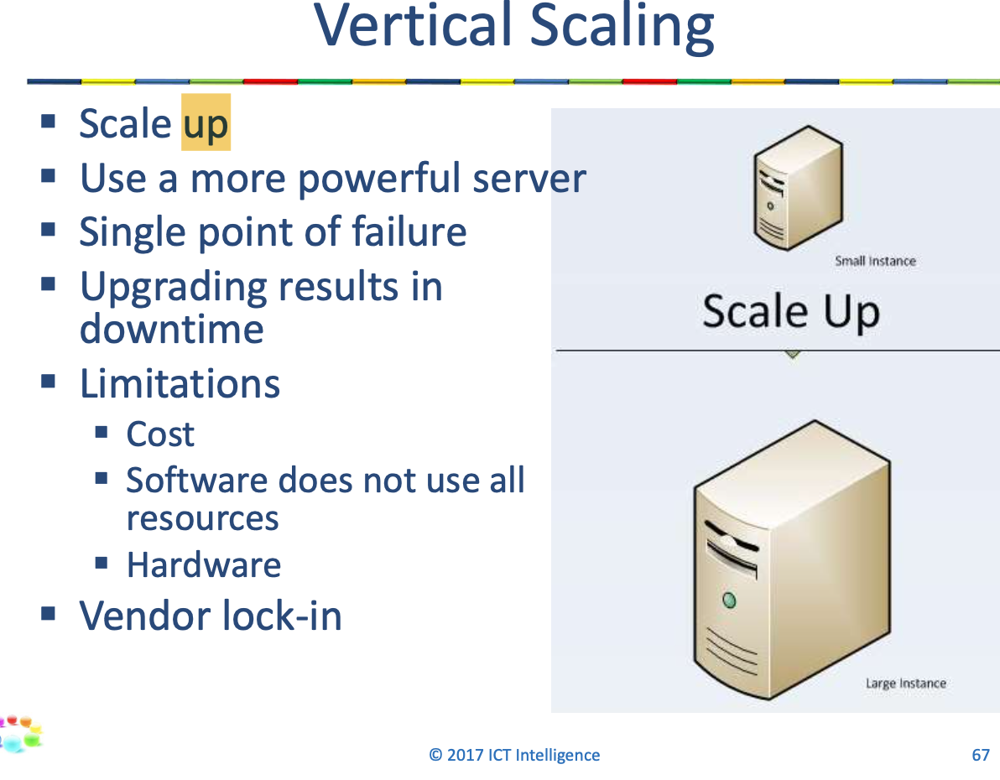 Vertical Scaling
Scale up
Use a more powerful server
Single point of failure
Upgrading results in
downtime
Limitations
Cost
Software does not use all
resources
Hardware
Vendor lock-in
Small Instance
Scale Up
Large Instance
© 2017 ICT Intelligence
67